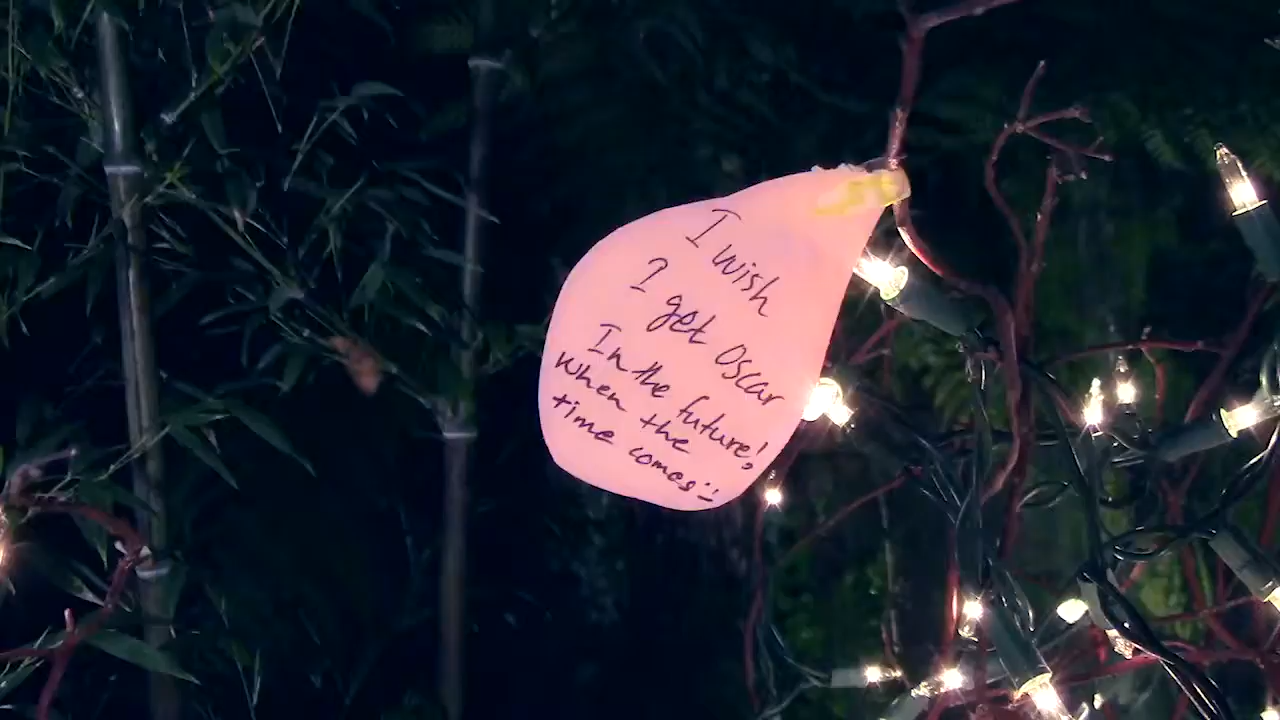 I wish
I get Oscar
In the future!
When the
time comes :)